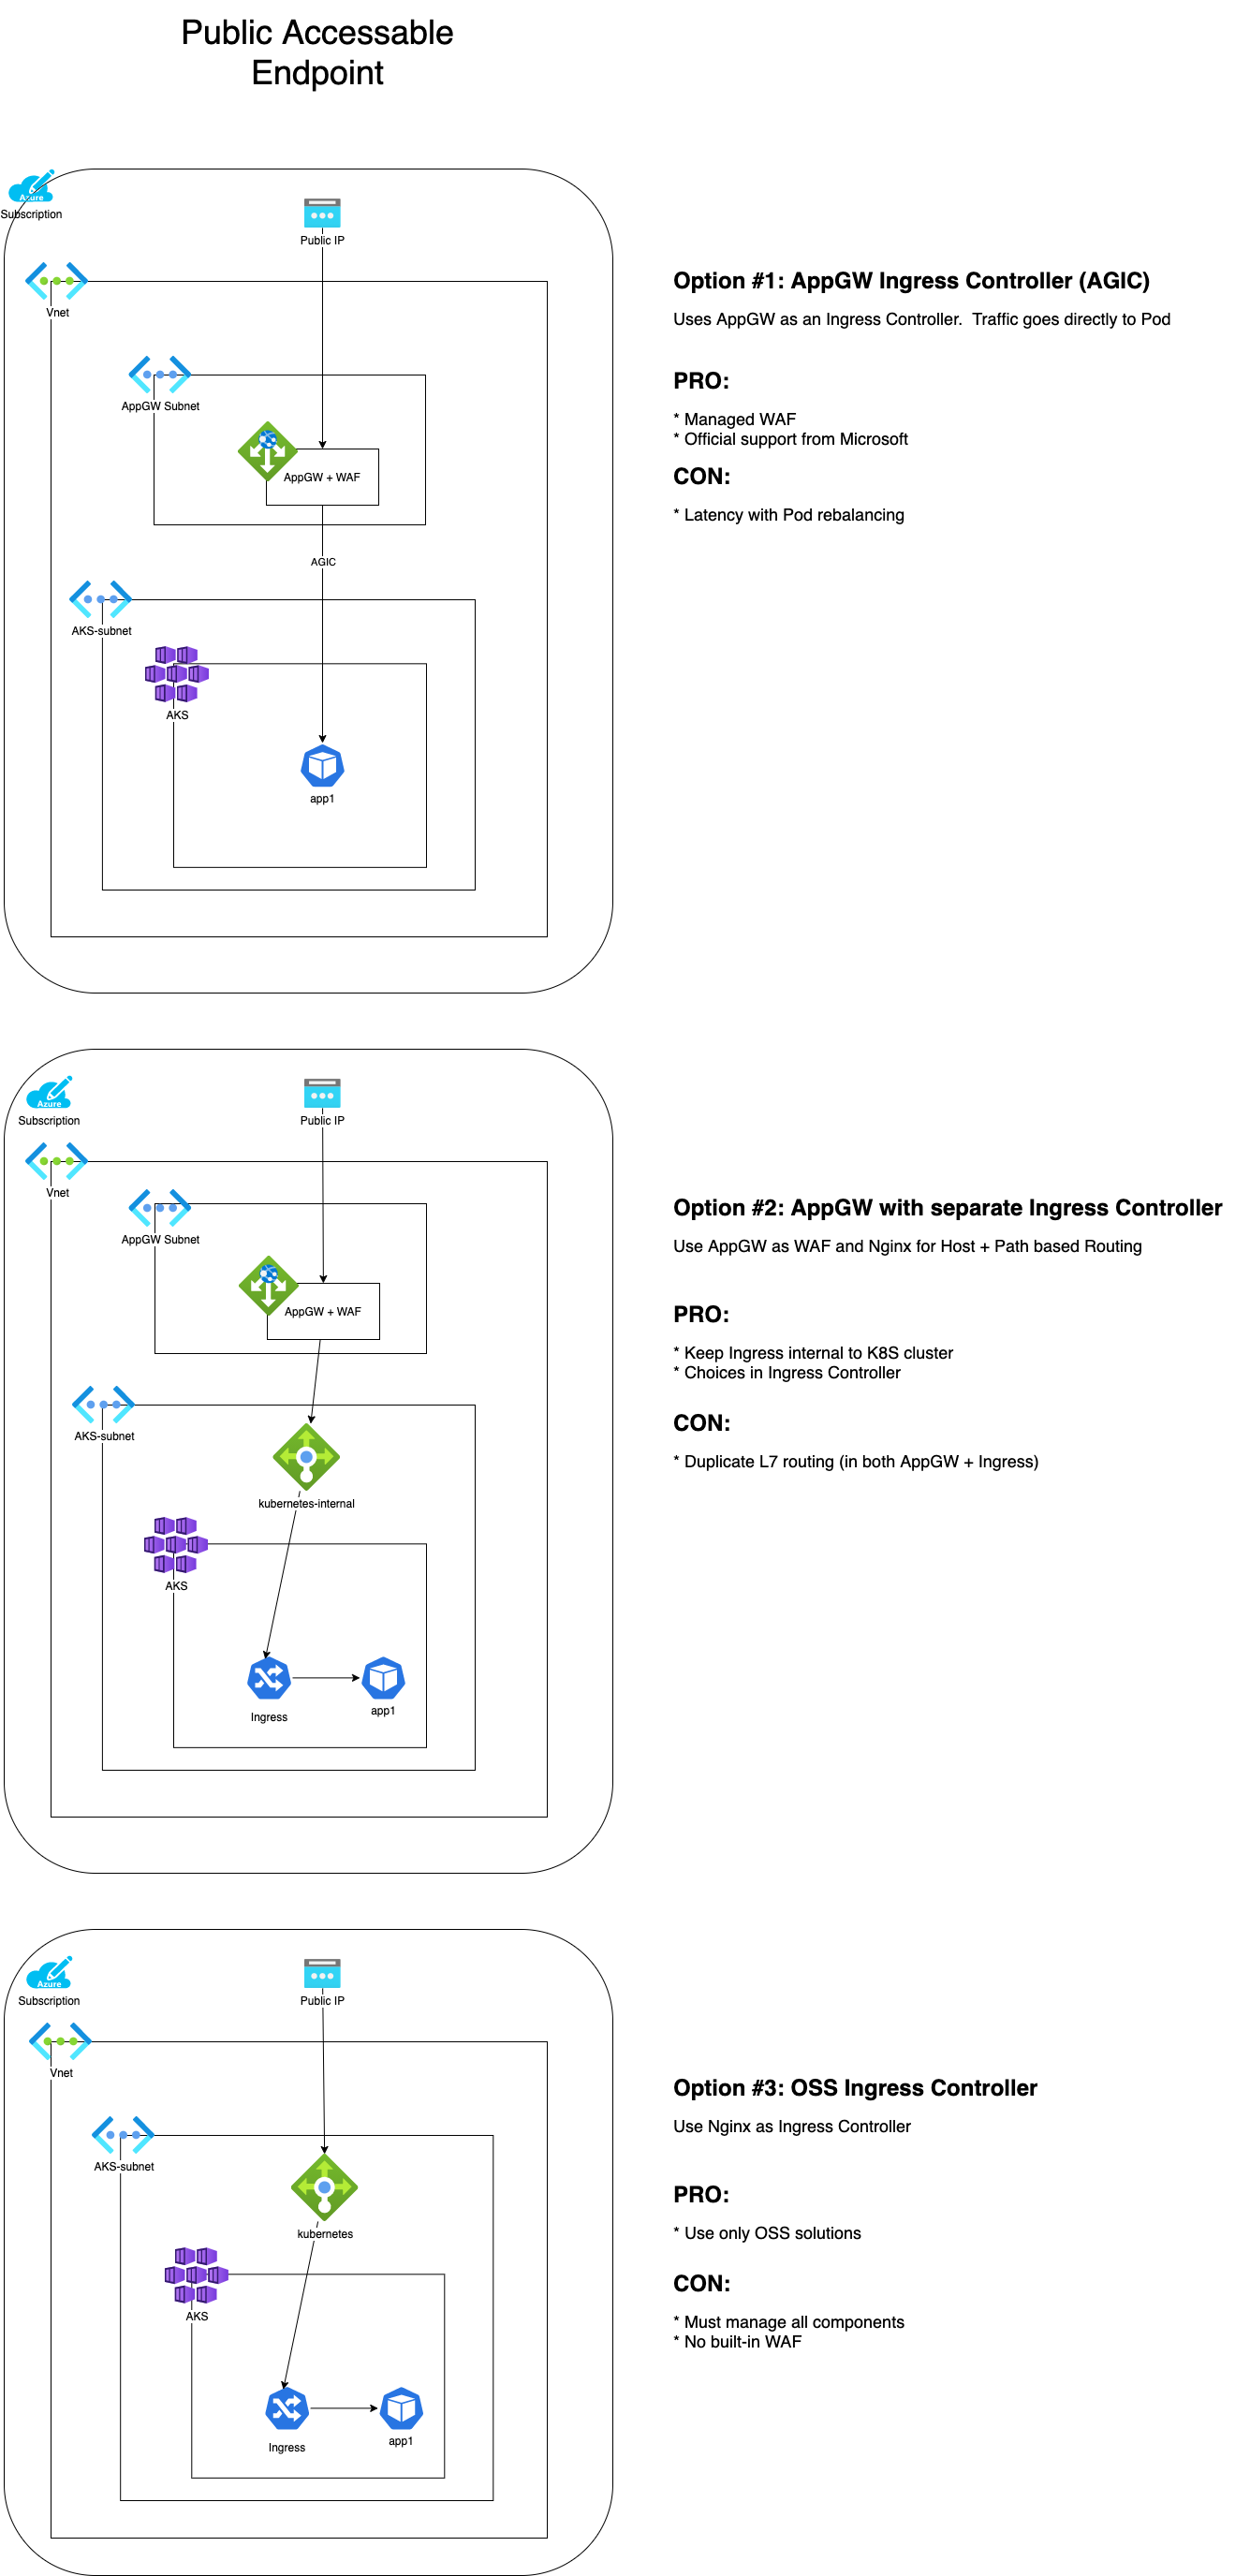 Public Accessable
Endpoint
Azure
Subscription
Public IP
Vnet
AppGW Subnet
AppGW + WAF
AGIC
AKS-subnet
AKS
app1
Option #1: AppGW Ingress Controller (AGIC)
Uses AppGW as an Ingress Controller.  Traffic goes directly to Pod
PRO:
* Managed WAF
* Official support from Microsoft
CON:
* Latency with Pod rebalancing
Azure
Subscription
Public IP
Vnet
AppGW Subnet
AppGW + WAF
AKS-subnet
kubernetes-internal
AKS
Ingress
app1
Option #2: AppGW with separate Ingress Controller
Use AppGW as WAF and Nginx for Host + Path based Routing
PRO:
* Keep Ingress internal to K8S cluster
* Choices in Ingress Controller
CON:
* Duplicate L7 routing (in both AppGW + Ingress)
Azure
Subscription
Public IP
Vnet
AKS-subnet
kubernetes
AKS
Ingress
app1
Option #3: OSS Ingress Controller
Use Nginx as Ingress Controller
PRO:
* Use only OSS solutions
CON:
* Must manage all components
* No built-in WAF